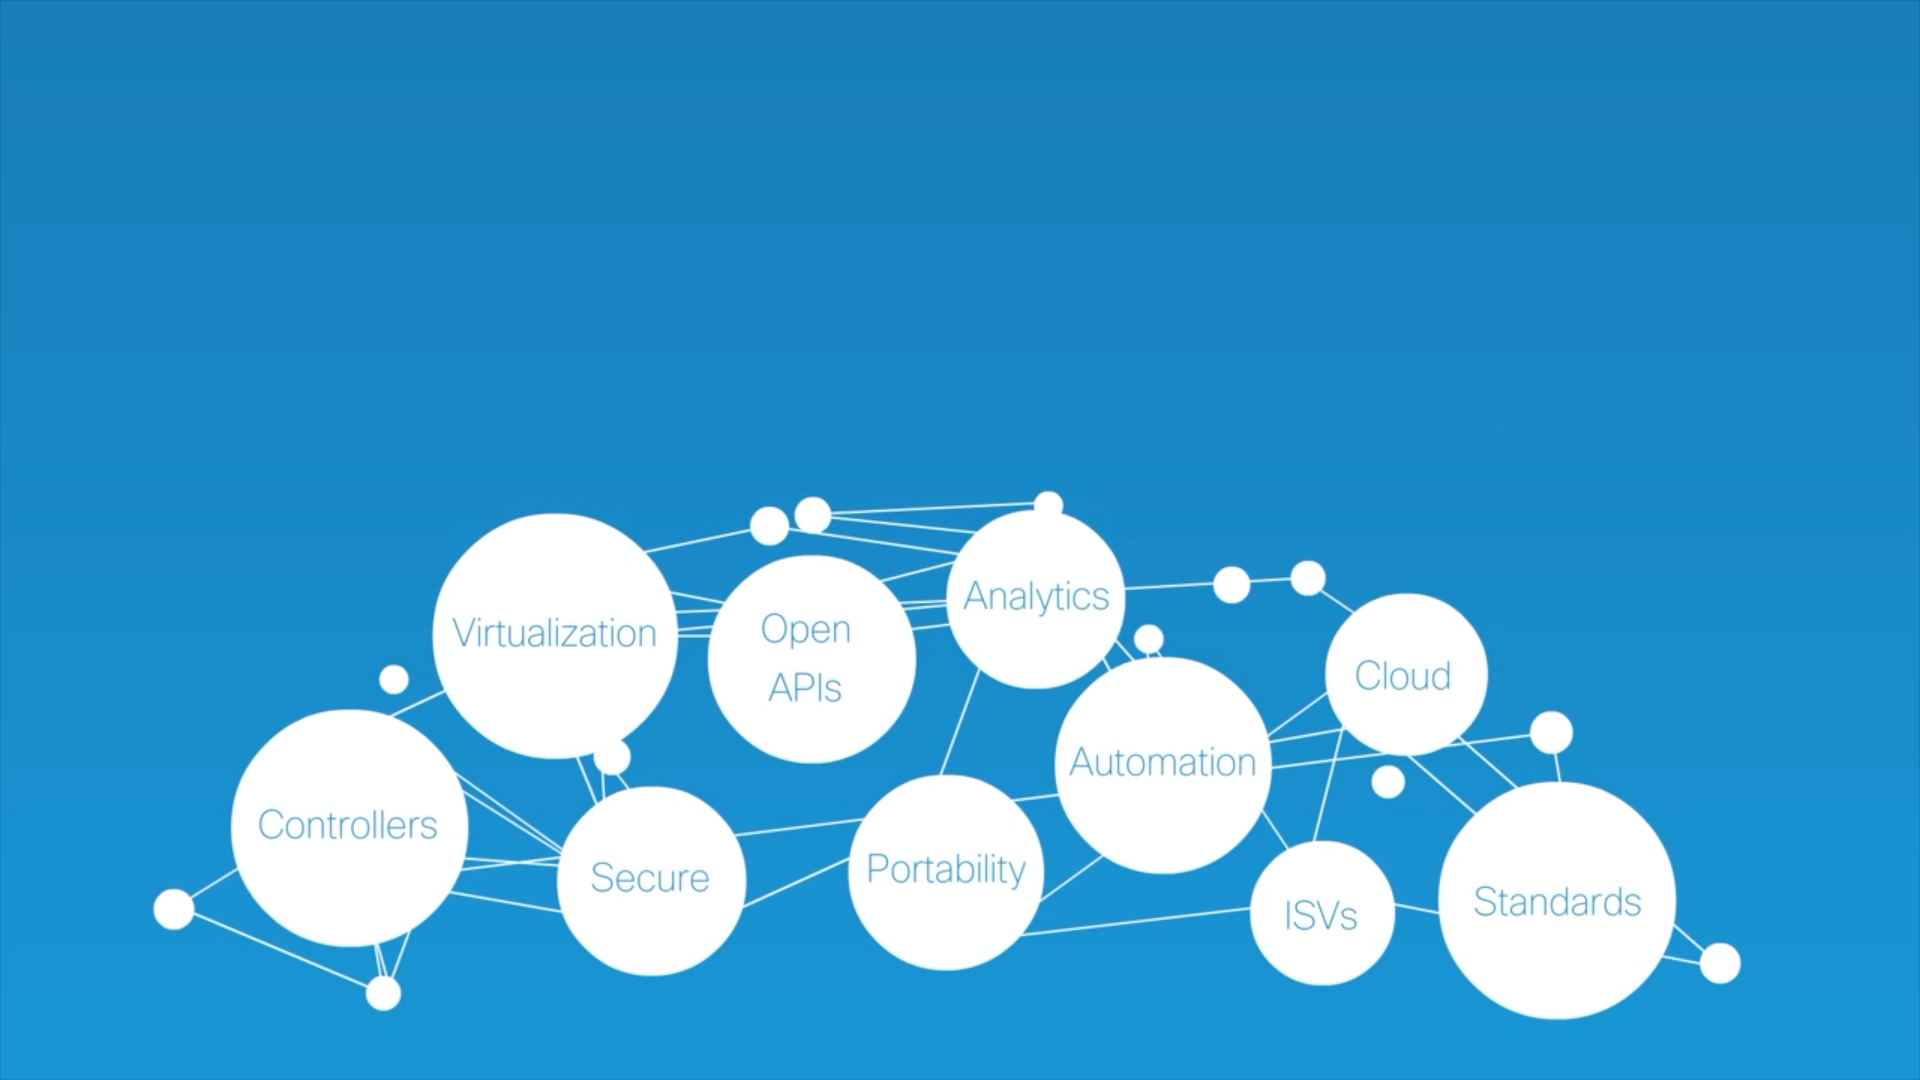 Virtualization
Open
APIs
Analytics
Cloud
Automation
Controllers
Secure
Portability
ISVs
Standards